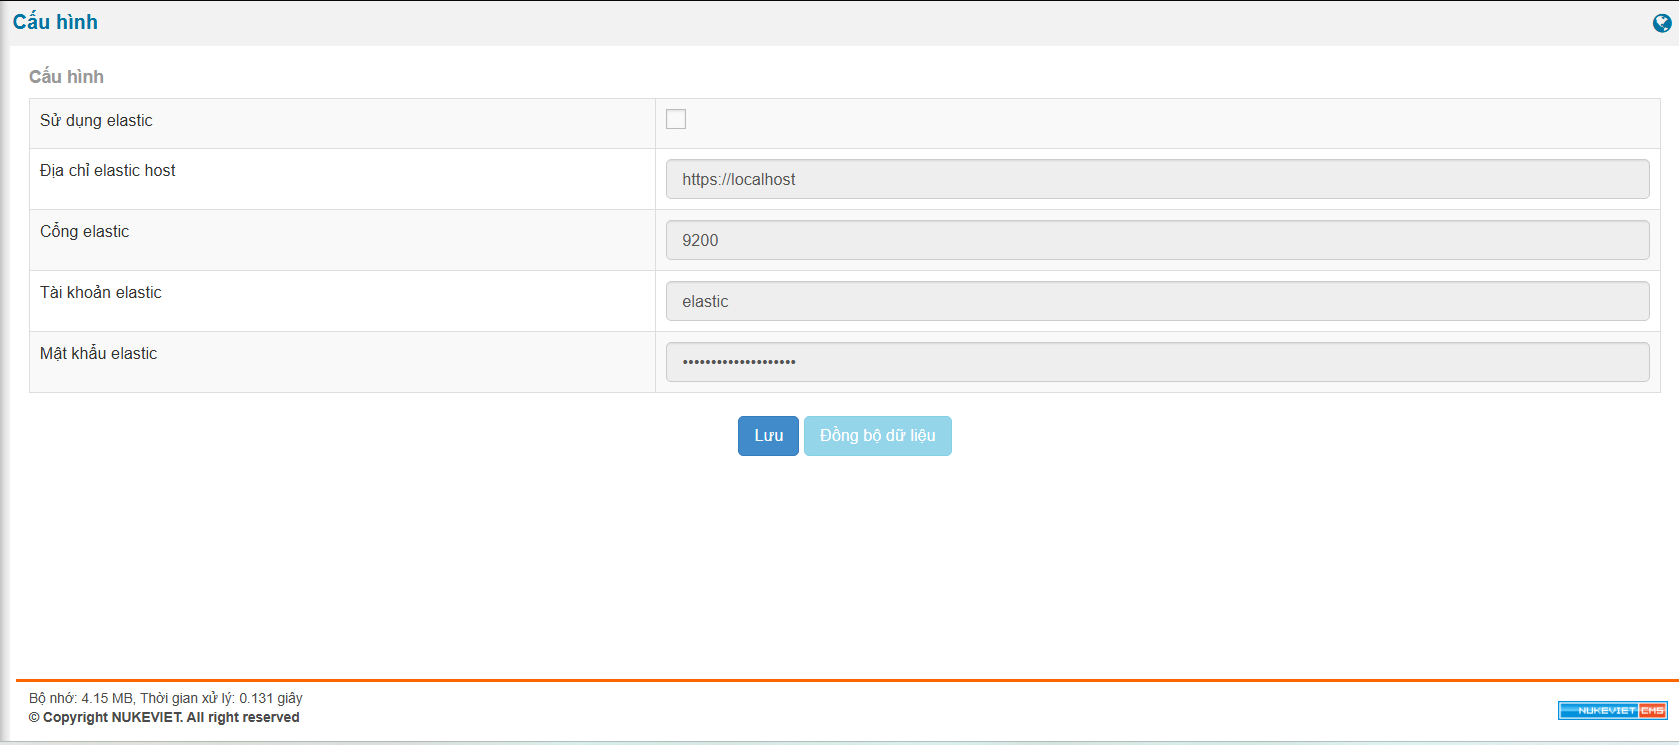 Cấu hình
Cấu hình
Sử dụng elastic
Địa chỉ elastic host
https://localhost
Cổng elastic
9200
Tài khoản elastic
elastic
Mật khẩu elastic
••••••••••••••••••••
Lưu Đồng bộ dữ liệu
Bộ nhớ: 4.15 MB, Thời gian xử lý: 0.131 giây
© Copyright NUKEVIET. All right reserved
NUKEVIET CMS